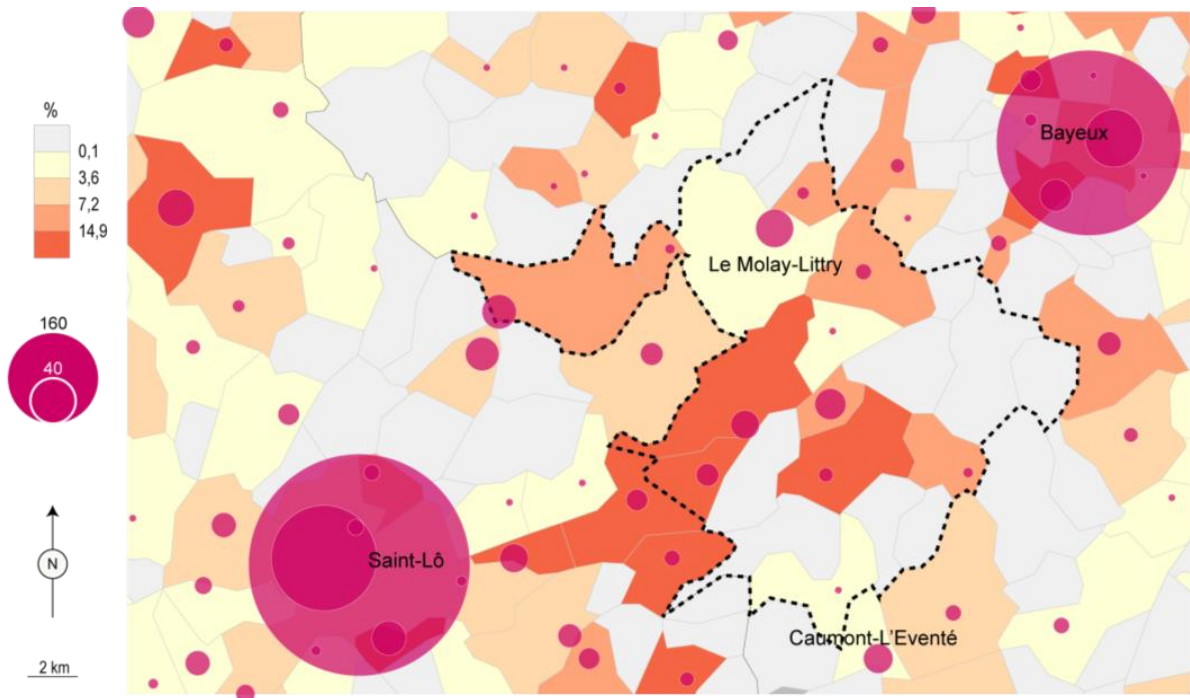 %
0,1
3,6
7,2
14,9
160
40
N
2 km
Bayeux
Le Molay-Littry
Saint-Lô
Caumont-L'Eventé